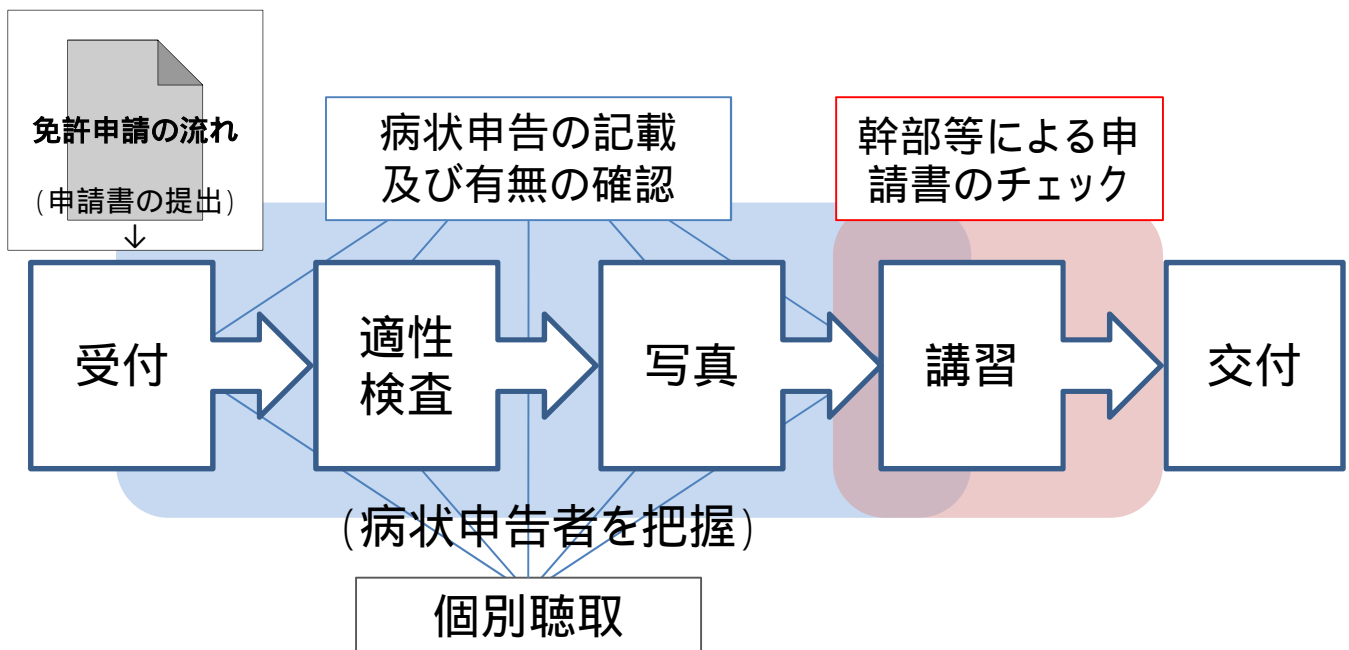 免許申請の流れ
(申請書の提出)
↓
病状申告の記載
及び有無の確認
幹部等による申
請書のチェック
受付
適性
検査
写真
講習
交付
(病状申告者を把握)
個別聴取